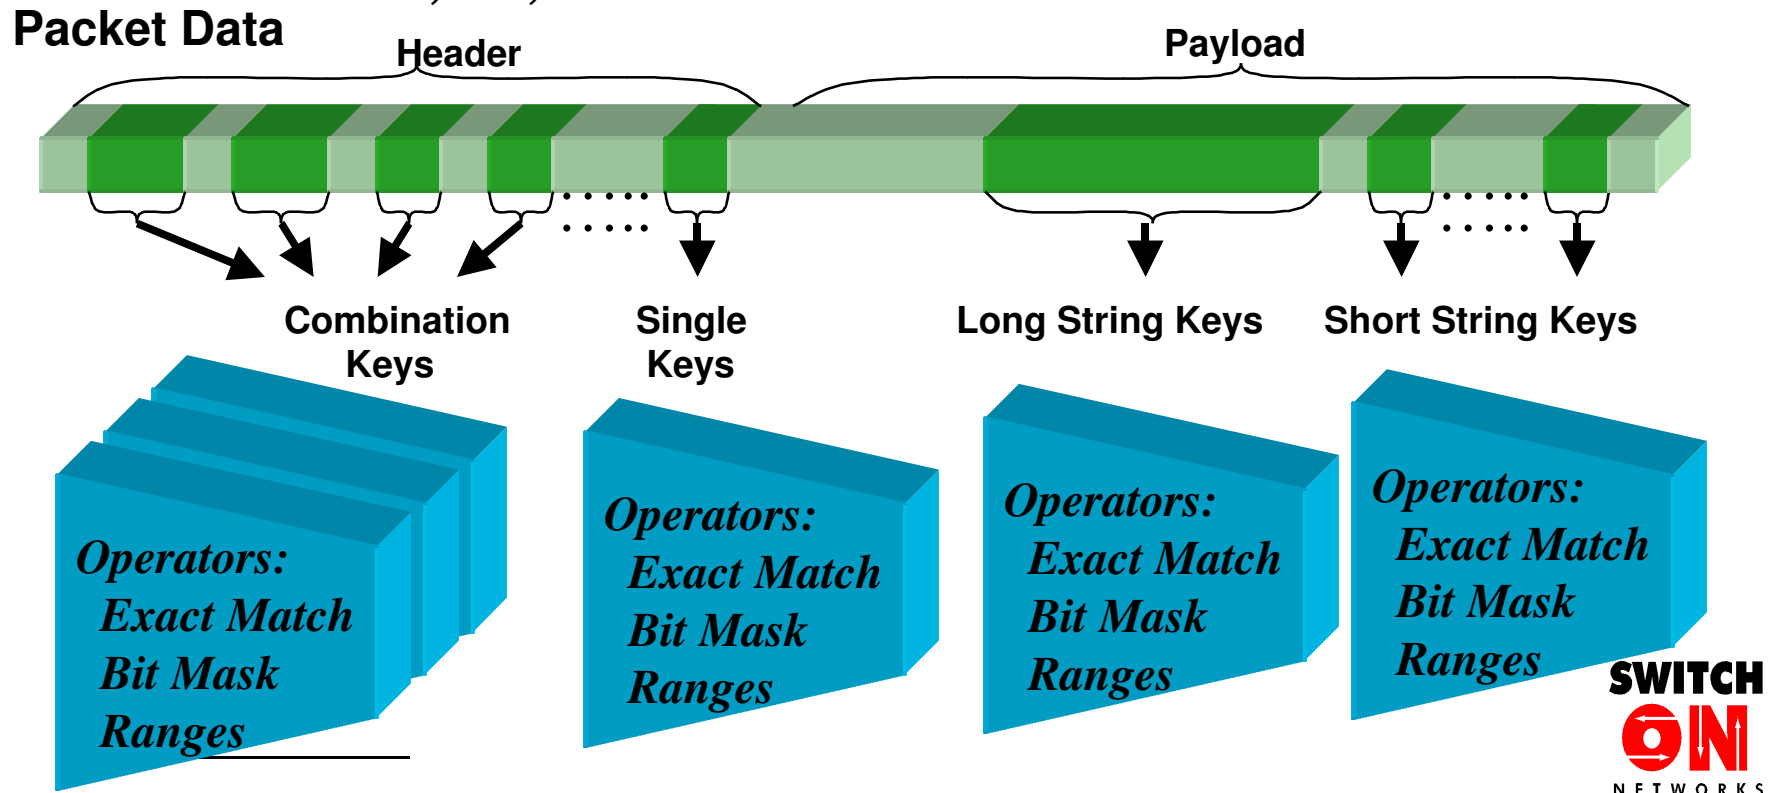 Packet Data
Header
Payload
Combination
Keys
Single
Keys
Long String Keys
Short String Keys
Operators:
Exact Match
Bit Mask
Ranges
Operators:
Exact Match
Bit Mask
Ranges
Operators:
Exact Match
Bit Mask
Ranges
Operators:
Exact Match
Bit Mask
Ranges
SWITCH
ON
NETWORKS